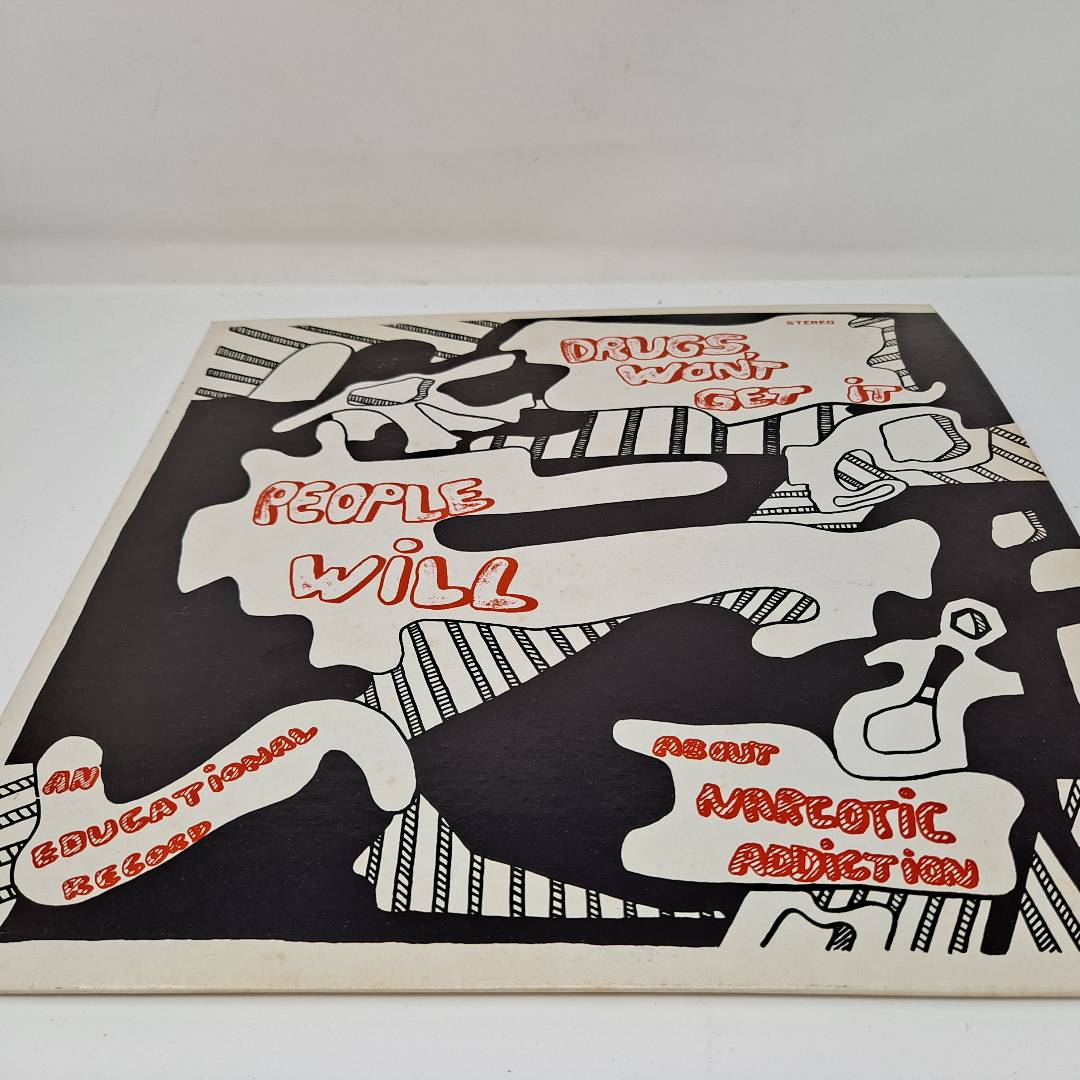 STEREO
DRUGS
WON'T
GET IT
PEOPLE
WILL
AN
EDUCATIONAL
RECORD
ABOUT
NARCOTIC
ADDICTION